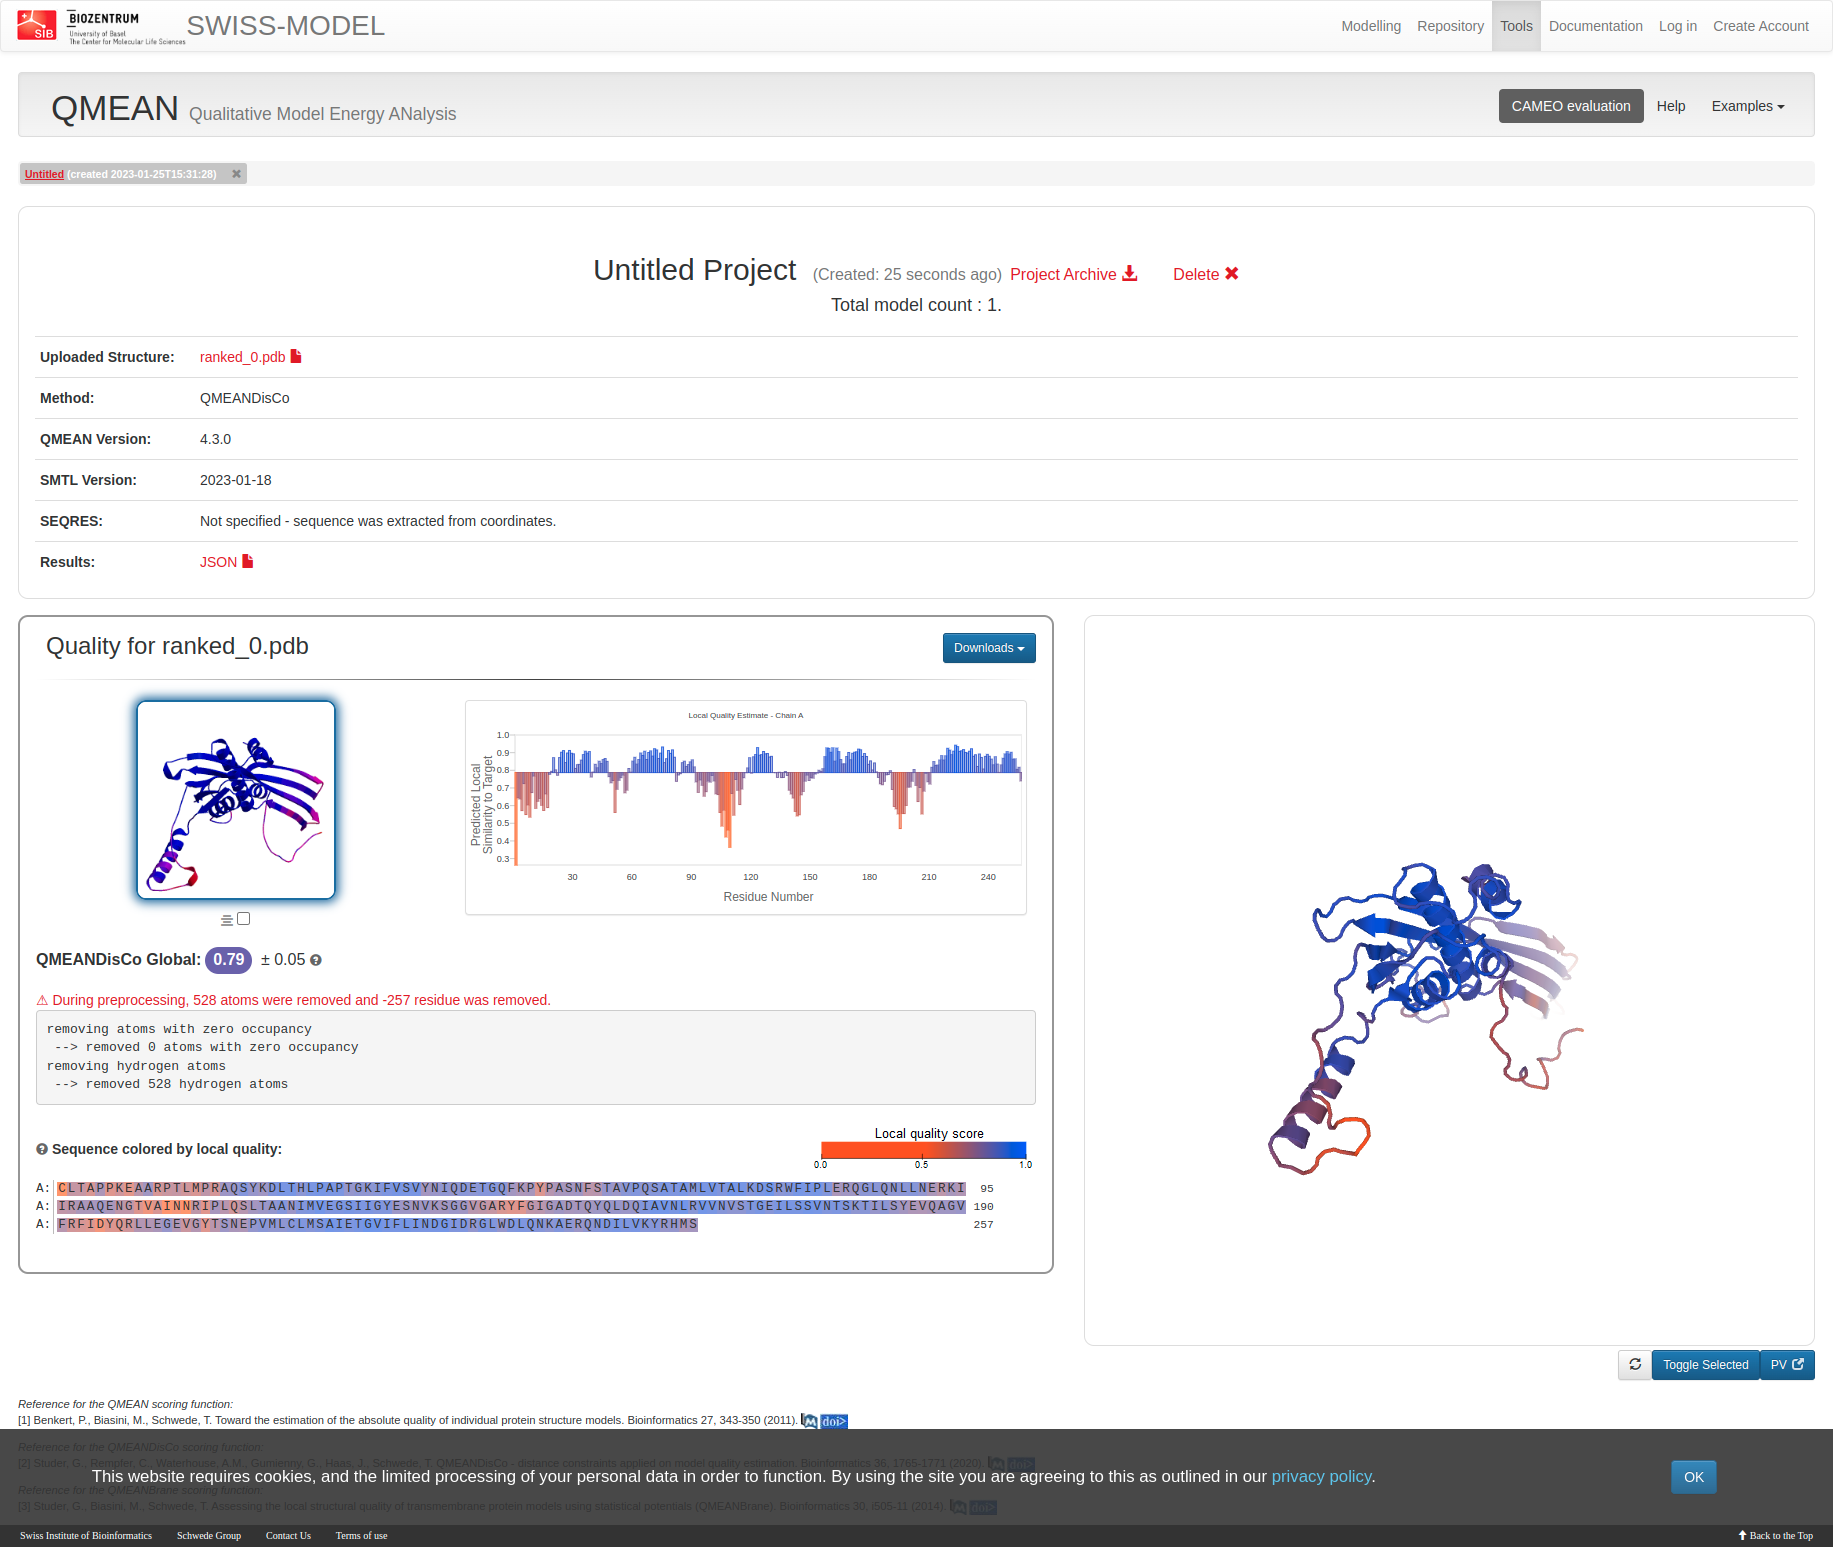 SIB
BIOZENTRUM
University of Basel
The Center for Molecular Life Sciences
SWISS-MODEL
Modelling Repository Tools Documentation Log in Create Account
QMEAN Qualitative Model Energy ANalysis
CAMEO evaluation Help Examples
Untitled (created 2023-01-25T15:31:28) ✖
Untitled Project (Created: 25 seconds ago) Project Archive Delete ✖
Total model count : 1.
Uploaded Structure: ranked_0.pdb
Method: QMEANDisCo
QMEAN Version: 4.3.0
SMTL Version: 2023-01-18
SEQRES: Not specified - sequence was extracted from coordinates.
Results: JSON
Quality for ranked_0.pdb
Downloads
Local Quality Estimate - Chain A
Predicted Local
Similarity to Target
1.0
0.9
0.8
0.7
0.6
0.5
0.4
0.3
30 60 90 120 150 180 210 240
Residue Number
QMEANDisCo Global: 0.79 ± 0.05
⚠ During preprocessing, 528 atoms were removed and -257 residue was removed.
removing atoms with zero occupancy
--> removed 0 atoms with zero occupancy
removing hydrogen atoms
--> removed 528 hydrogen atoms
Sequence colored by local quality:
Local quality score
0.0 0.5 1.0
A: CLTAPPKEAARPTLMPRAQSYKDLTHLPAPTGKIFVSVYNIQDETGQFKPYPASNFSTAVPQSATAMLVTALKDSRWFIPLERQGLQNLLNERKI 95
A: IRAAQENGTVAINNRIPLQSLTAANIMVEGSIIGYESNVKSGGVGARYFGIGADTQYQLDQIAVNLRVVNVSTGEILSSVNTSKTILSYEVQAGV 190
A: FRFIDYQRLLEGEVGYTSNEPVMLCLMSAIETGVIFLINDGIDRGLWDLQNKAERQNDILVKYRHMS 257
Toggle Selected PV
Reference for the QMEAN scoring function:
[1] Benkert, P., Biasini, M., Schwede, T. Toward the estimation of the absolute quality of individual protein structure models. Bioinformatics 27, 343-350 (2011). doi>
Reference for the QMEANDisCo scoring function:
[2] Studer, G., Rempfer, C., Waterhouse, A.M., Gumienny, G., Haas, J., Schwede, T. QMEANDisCo - distance constraints applied on model quality estimation. Bioinformatics 36, 1765-1771 (2020). doi>
This website requires cookies, and the limited processing of your personal data in order to function. By using the site you are agreeing to this as outlined in our privacy policy. OK
Reference for the QMEANBrane scoring function:
[3] Studer, G., Biasini, M., Schwede, T. Assessing the local structural quality of transmembrane protein models using statistical potentials (QMEANBrane). Bioinformatics 30, i505-11 (2014). doi>
Swiss Institute of Bioinformatics Schwede Group Contact Us Terms of use Back to the Top